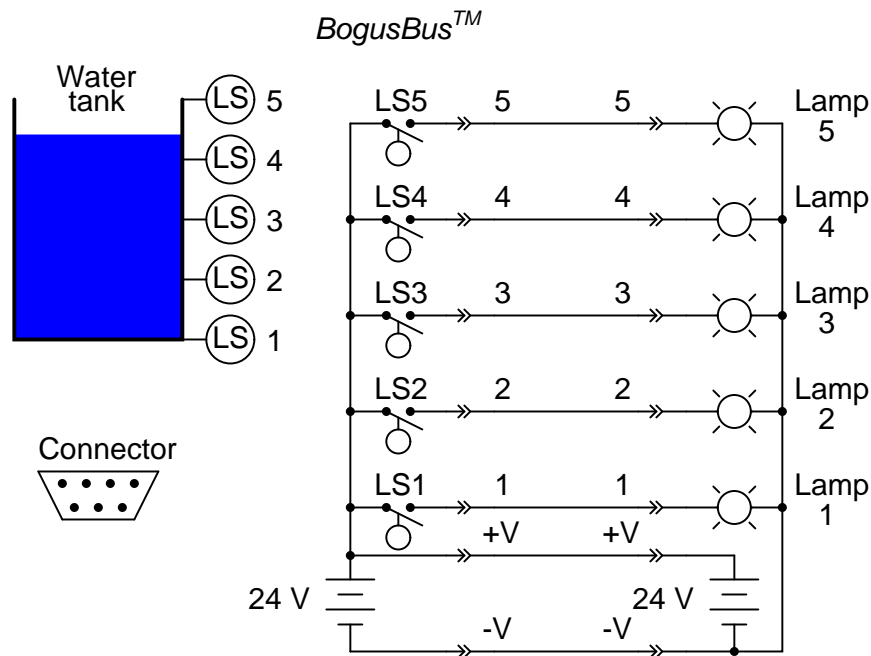 BogusBusTM
Water
tank
LS 5
LS 4
LS 3
LS 2
LS 1
Connector
LS5 5 5 Lamp
5
LS4 4 4 Lamp
4
LS3 3 3 Lamp
3
LS2 2 2 Lamp
2
LS1 1 1 Lamp
1
+V +V
24 V 24 V
-V -V